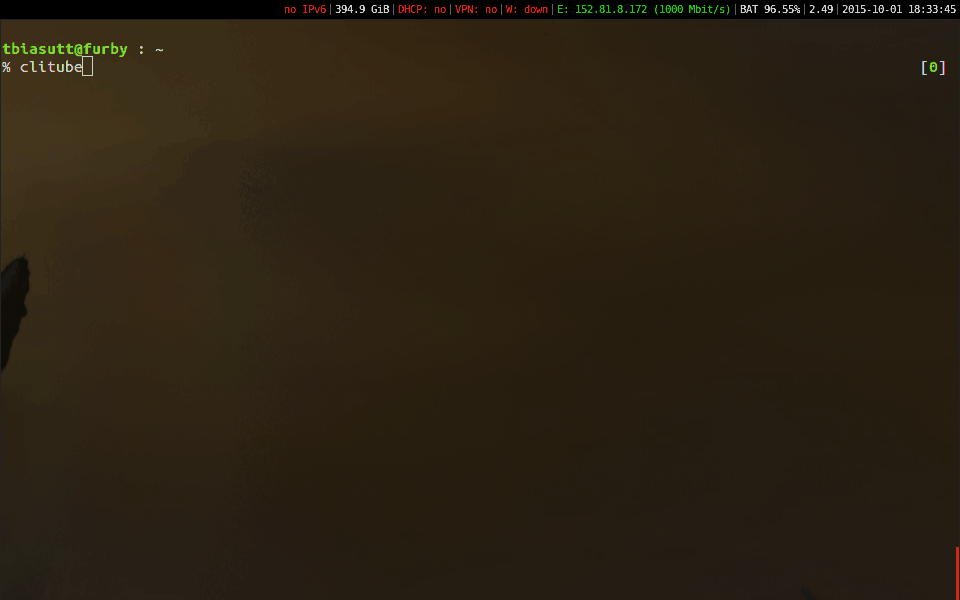 no IPv6|394.9 GiB|DHCP: no|VPN: no|W: down|E: 152.81.8.172 (1000 Mbit/s)|BAT 96.55%|2.49|2015-10-01 18:33:45
tbiasutt@furby : ~
% clitube [0]